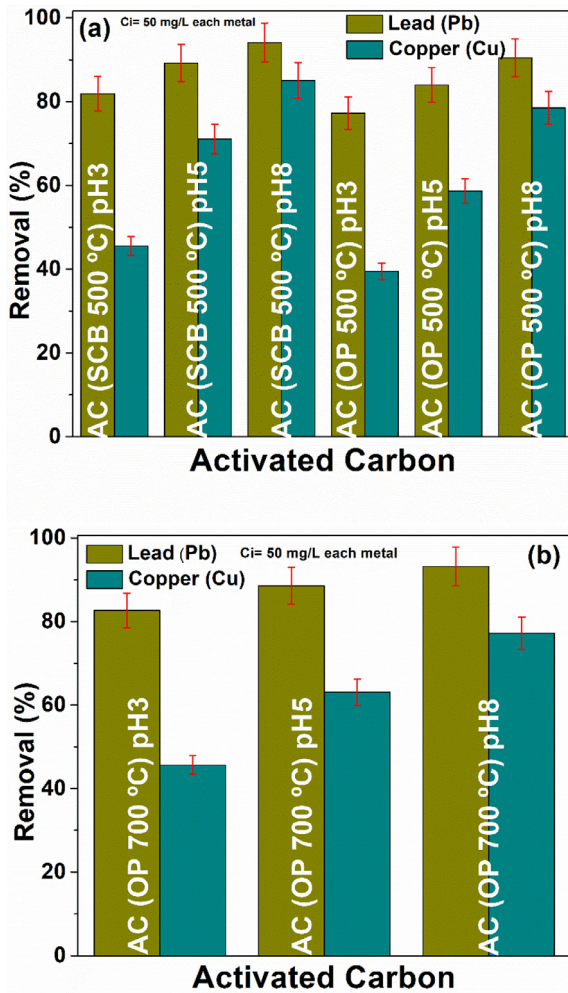 (a)
Ci= 50 mg/L each metal
Lead (Pb)
Copper (Cu)
Removal (%)
100
80
60
40
20
0
AC (SCB 500 ºC) pH3
AC (SCB 500 ºC) pH5
AC (SCB 500 ºC) pH8
AC (OP 500 ºC) pH3
AC (OP 500 ºC) pH5
AC (OP 500 ºC) pH8
Activated Carbon
Lead (Pb)
Ci= 50 mg/L each metal
(b)
Copper (Cu)
Removal (%)
100
80
60
40
20
0
AC (OP 700 ºC) pH3
AC (OP 700 ºC) pH5
AC (OP 700 ºC) pH8
Activated Carbon